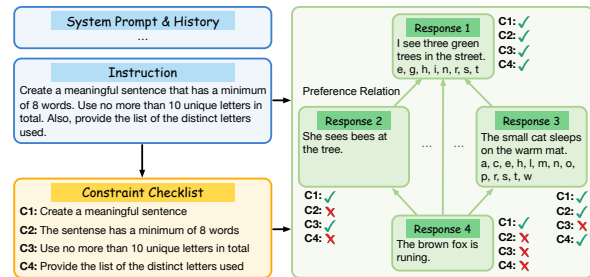 System Prompt & History
...
Instruction
Create a meaningful sentence that has a minimum
of 8 words. Use no more than 10 unique letters in
total. Also, provide the list of the distinct letters
used.
Constraint Checklist
C1: Create a meaningful sentence
C2: The sentence has a minimum of 8 words
C3: Use no more than 10 unique letters in total
C4: Provide the list of the distinct letters used
Preference Relation
Response 1
I see three green
trees in the street.
e, g, h, i, n, r, s, t
C1: ✓
C2: ✓
C3: ✓
C4: ✓
Response 2
She sees bees at
the tree.
C1: ✓
C2: ✗
C3: ✓
C4: ✗
... ...
Response 3
The small cat sleeps
on the warm mat.
a, c, e, h, l, m, n, o,
p, r, s, t, w
C1: ✓
C2: ✓
C3: ✗
C4: ✓
Response 4
The brown fox is
runing.
C1: ✓
C2: ✗
C3: ✗
C4: ✗